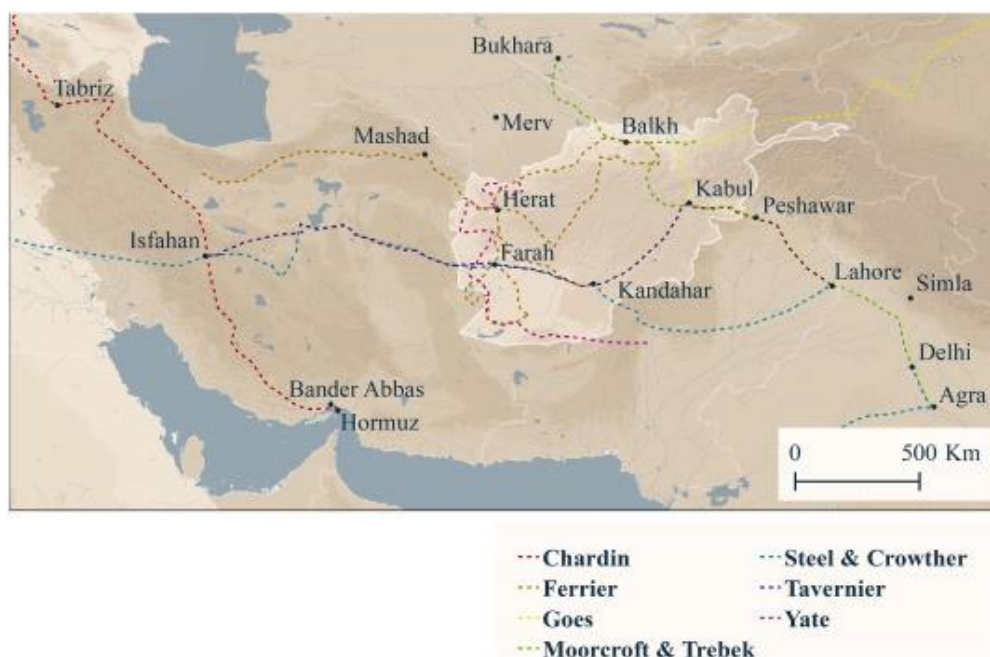 Bukhara
Tabriz
Merv
Mashad
Balkh
Herat
Kabul
Peshawar
Isfahan
Farah
Kandahar
Lahore
Simla
Delhi
Bander Abbas
Hormuz
Agra
0 500 Km
Chardin
Ferrier
Goes
Moorcroft & Trebek
Steel & Crowther
Tavernier
Yate